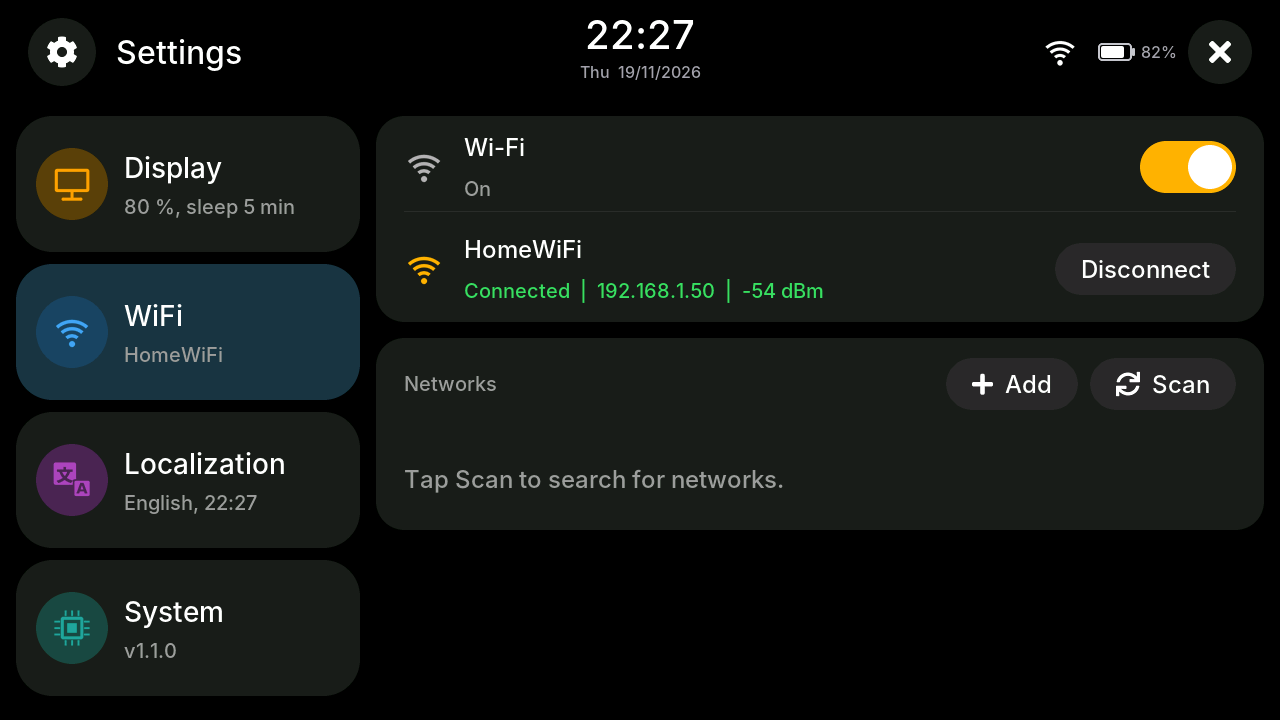 Settings
22:27
Thu 19/11/2026
82%
Display
80 %, sleep 5 min
WiFi
HomeWiFi
Localization
English, 22:27
System
v1.1.0
Wi-Fi
On
HomeWiFi
Connected | 192.168.1.50 | -54 dBm
Disconnect
Networks
Add
Scan
Tap Scan to search for networks.